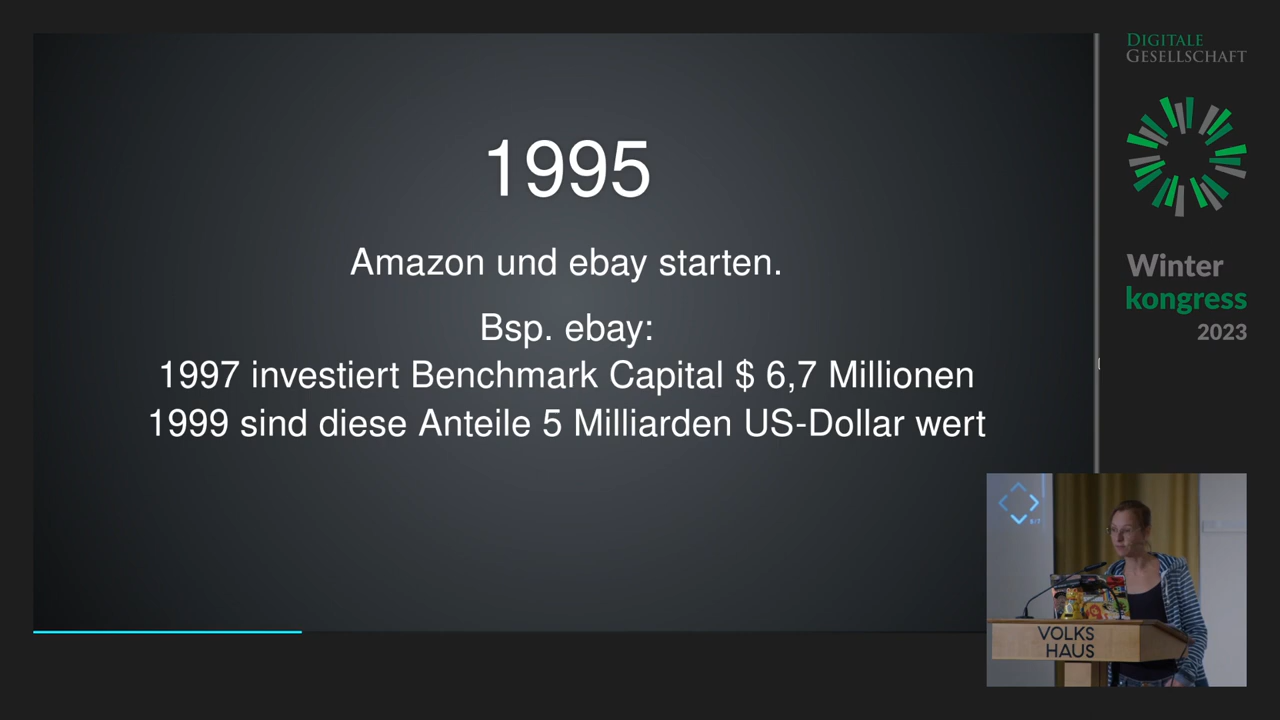 1995
Amazon und ebay starten.
Bsp. ebay:
1997 investiert Benchmark Capital $ 6,7 Millionen
1999 sind diese Anteile 5 Milliarden US-Dollar wert
DIGITALE
GESELLSCHAFT
Winter
kongress
2023
VOLKS
HAUS